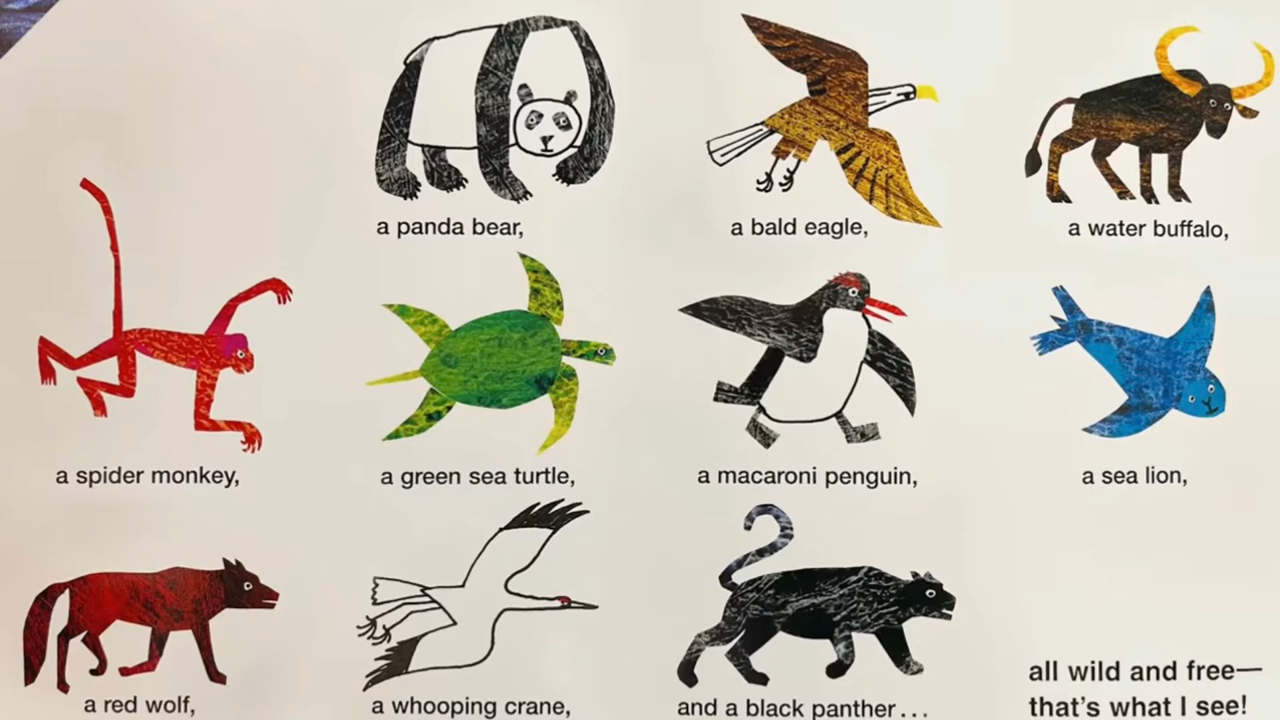 a panda bear,
a bald eagle,
a water buffalo,
a spider monkey,
a green sea turtle,
a macaroni penguin,
a sea lion,
a red wolf,
a whooping crane,
and a black panther...
all wild and free—
that's what I see!